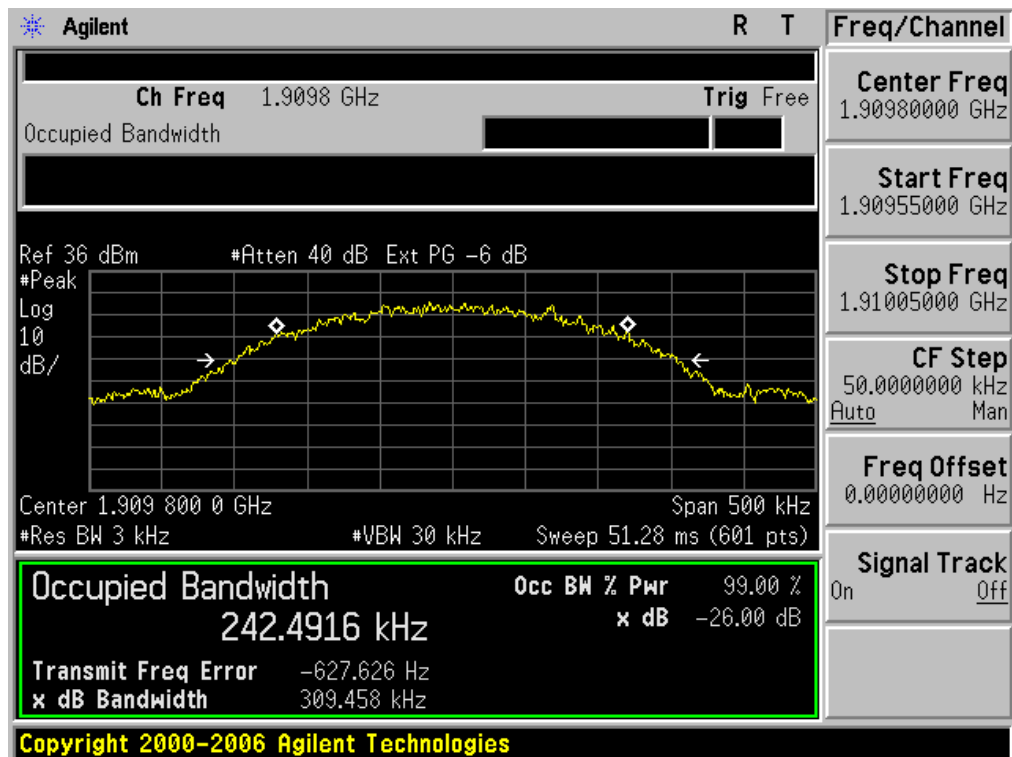 Agilent R T
Ch Freq 1.9098 GHz Trig Free
Occupied Bandwidth
Ref 36 dBm #Atten 40 dB Ext PG -6 dB
#Peak
Log
10
dB/
Center 1.909 800 0 GHz Span 500 kHz
#Res BW 3 kHz #VBW 30 kHz Sweep 51.28 ms (601 pts)
Occupied Bandwidth
242.4916 kHz
Occ BW % Pwr 99.00 %
x dB -26.00 dB
Transmit Freq Error -627.626 Hz
x dB Bandwidth 309.458 kHz
Copyright 2000-2006 Agilent Technologies
Freq/Channel
Center Freq
1.90980000 GHz
Start Freq
1.90955000 GHz
Stop Freq
1.91005000 GHz
CF Step
50.0000000 kHz
Auto Man
Freq Offset
0.00000000 Hz
Signal Track
On Off